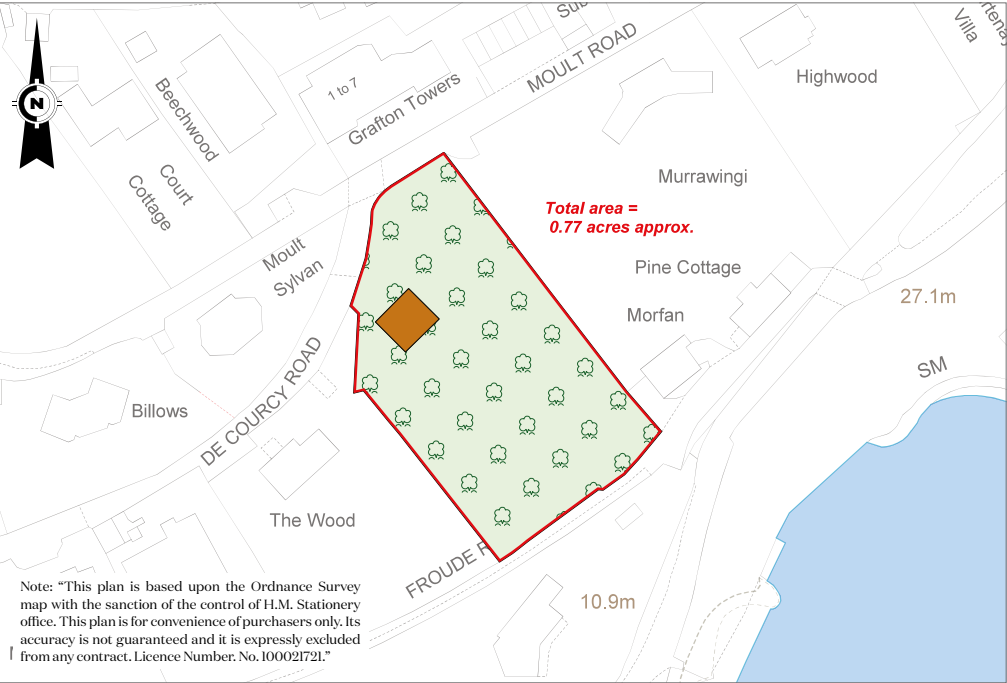 Sub
MOULT ROAD
Villa
Highwood
N
1 to 7
Grafton Towers
Beechwood
Court
Cottage
Murrawingi
Total area =
0.77 acres approx.
Moult
Sylvan
Pine Cottage
27.1m
Morfan
SM
DE COURCY ROAD
Billows
The Wood
FROUDE R
10.9m
Note: “This plan is based upon the Ordnance Survey
map with the sanction of the control of H.M. Stationery
office. This plan is for convenience of purchasers only. Its
accuracy is not guaranteed and it is expressly excluded
from any contract. Licence Number. No. 100021721.”